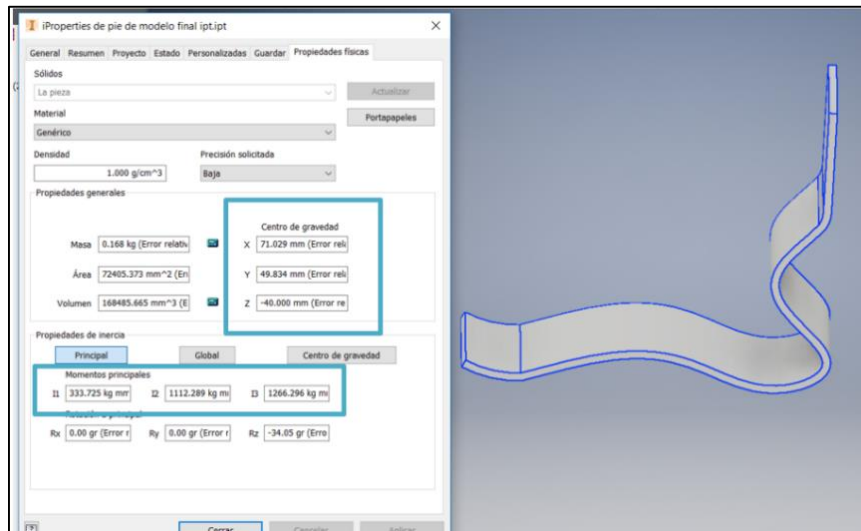 iProperties de pie de modelo final ipt.ipt
General Resumen Proyecto Estado Personalizadas Guardar Propiedades físicas
Sólidos
La pieza Actualizar
Material Portapapeles
Genérico
Densidad Precisión solicitada
1.000 g/cm^3 Baja
Propiedades generales
Centro de gravedad
Masa 0.168 kg (Error relativ X 71.029 mm (Error rela
Área 72405.373 mm^2 (En Y 49.834 mm (Error rela
Volumen 168485.665 mm^3 (E Z -40.000 mm (Error re
Propiedades de inercia
Principal Global Centro de gravedad
Momentos principales
I1 333.725 kg mm I2 1112.289 kg m I3 1266.296 kg m
Rx 0.00 gr (Error r Ry 0.00 gr (Error r Rz -34.05 gr (Erro
Cerrar Cancelar Aplicar